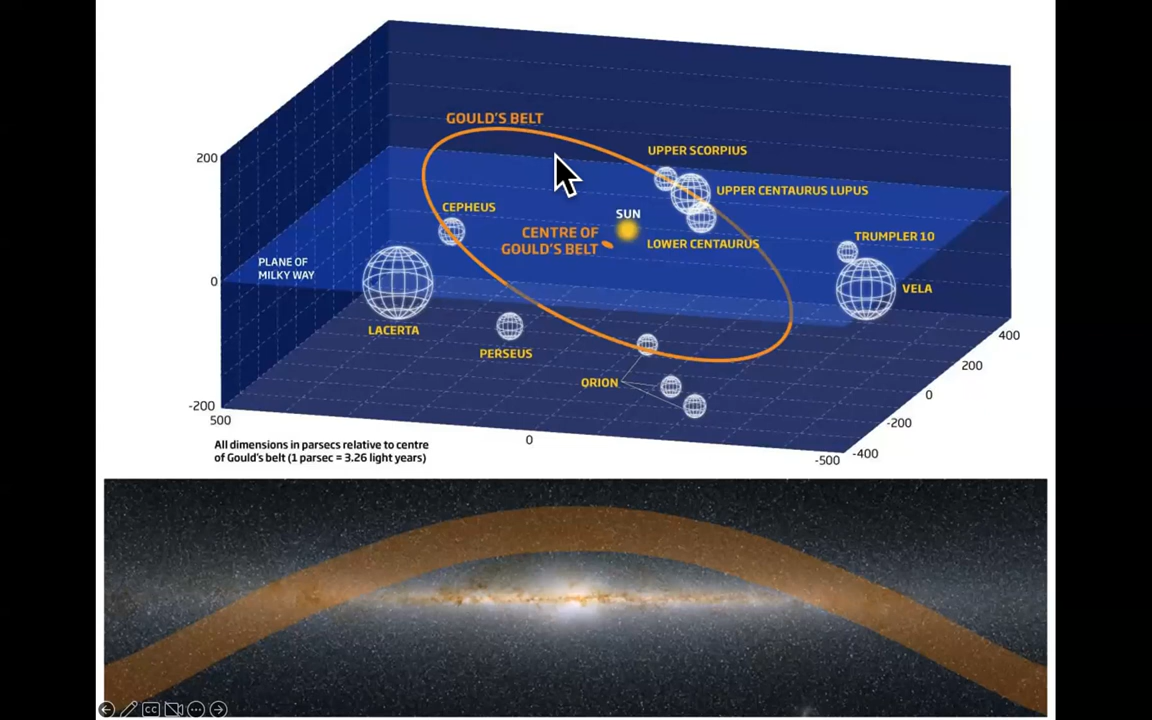 GOULD'S BELT
UPPER SCORPIUS
200
UPPER CENTAURUS LUPUS
CEPHEUS
SUN
CENTRE OF
GOULD'S BELT
LOWER CENTAURUS
TRUMPLER 10
PLANE OF
MILKY WAY
0
VELA
LACERTA
400
PERSEUS
200
ORION
0
-200
500
-200
0
-400
-500
All dimensions in parsecs relative to centre
of Gould's belt (1 parsec = 3.26 light years)
CC